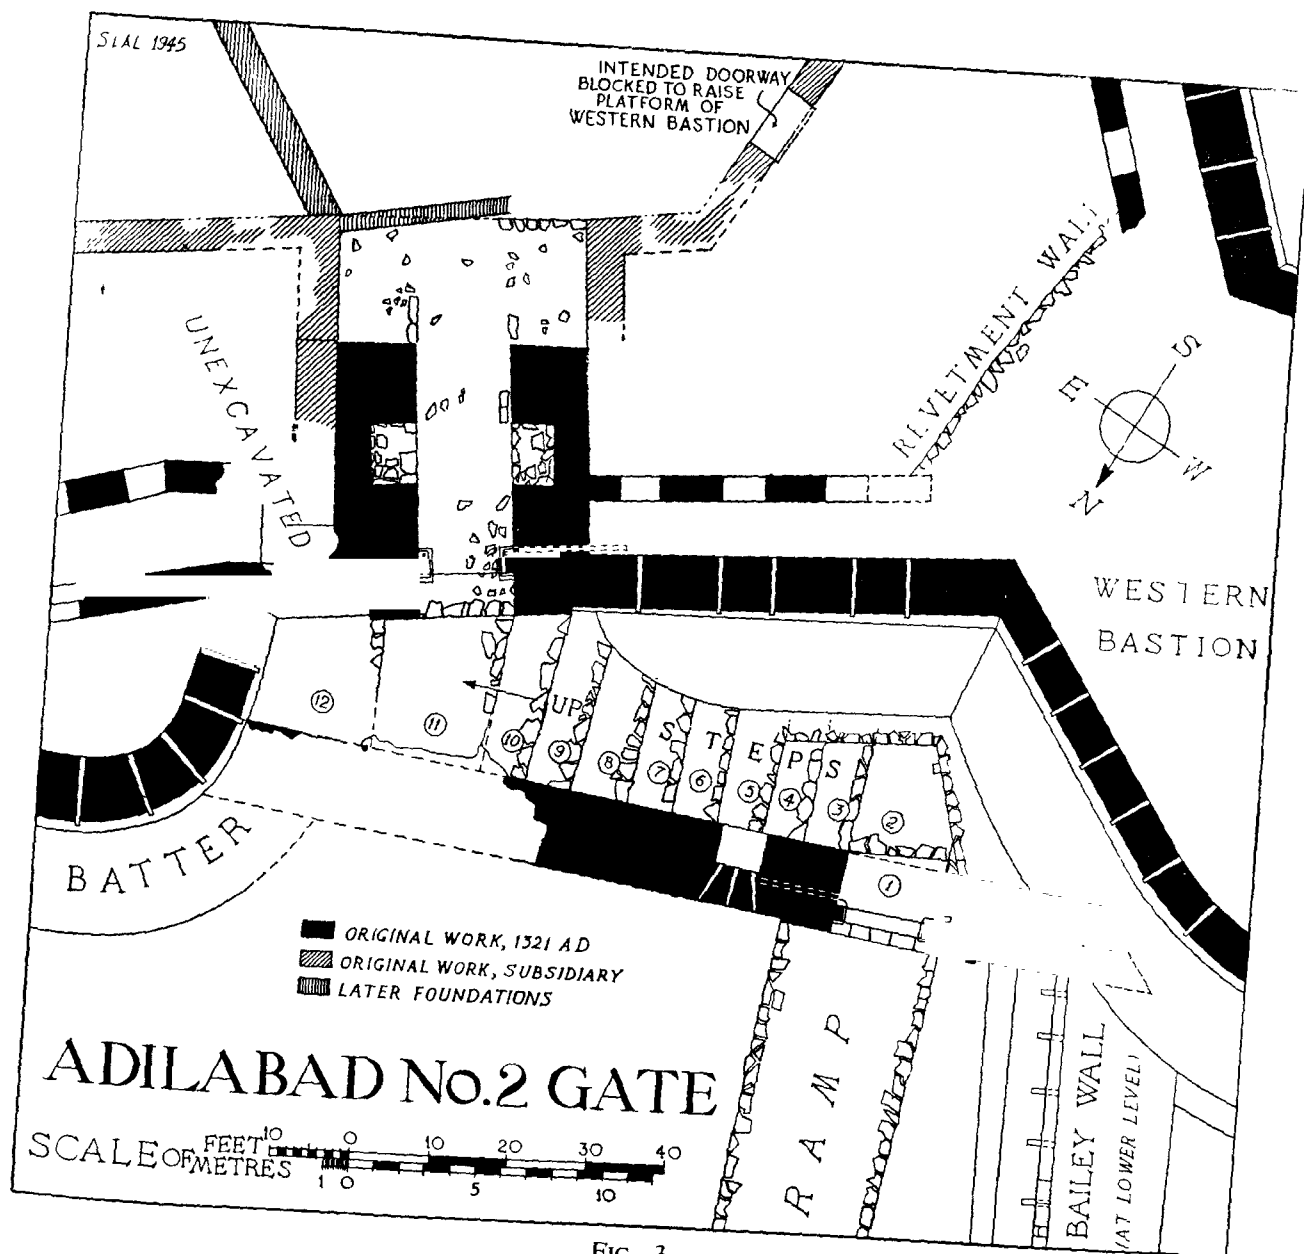 SIAL 1945
INTENDED DOORWAY
BLOCKED TO RAISE
PLATFORM OF
WESTERN BASTION
UNEXCAVATED
REVETMENT WALL
S
E
W
N
WESTERN
BASTION
UP
STEPS
12
11
10
9
8
7
6
5
4
3
2
1
BATTER
ORIGINAL WORK, 1321 AD
ORIGINAL WORK, SUBSIDIARY
LATER FOUNDATIONS
RAMP
BAILEY WALL
(AT LOWER LEVEL)
ADILABAD No.2 GATE
SCALE OF FEET 10 0 10 20 30 40
METRES 1 0 5 10
FIG. 3